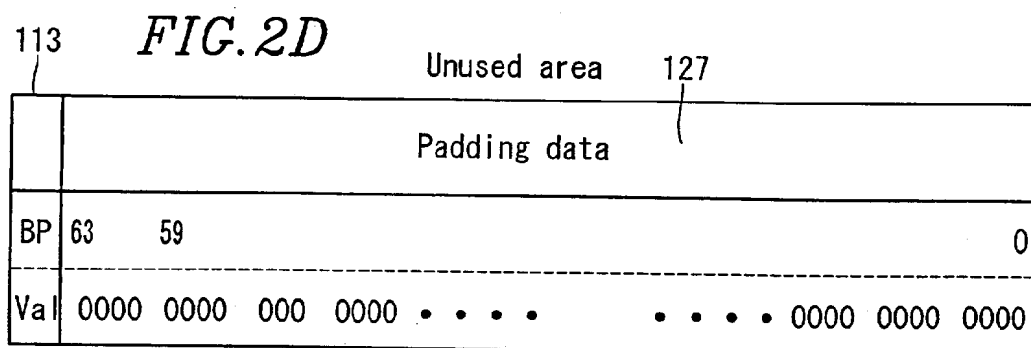 113 FIG. 2D
Unused area 127
Padding data
BP 63 59 0
Val 0000 0000 000 0000 • • • • • • • • 0000 0000 0000